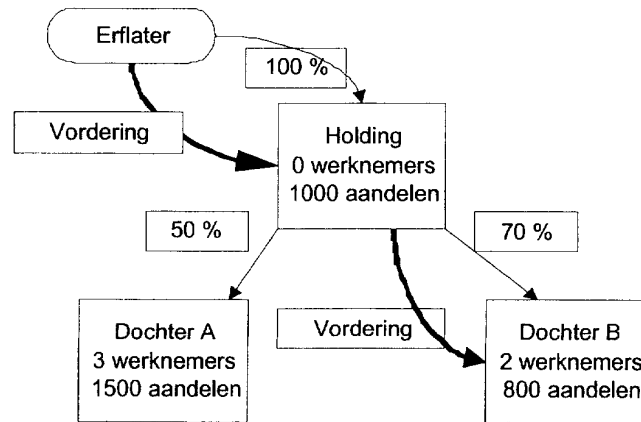 Erflater
100 %
Vordering
Holding
0 werknemers
1000 aandelen
50 %
70 %
Dochter A
3 werknemers
1500 aandelen
Vordering
Dochter B
2 werknemers
800 aandelen